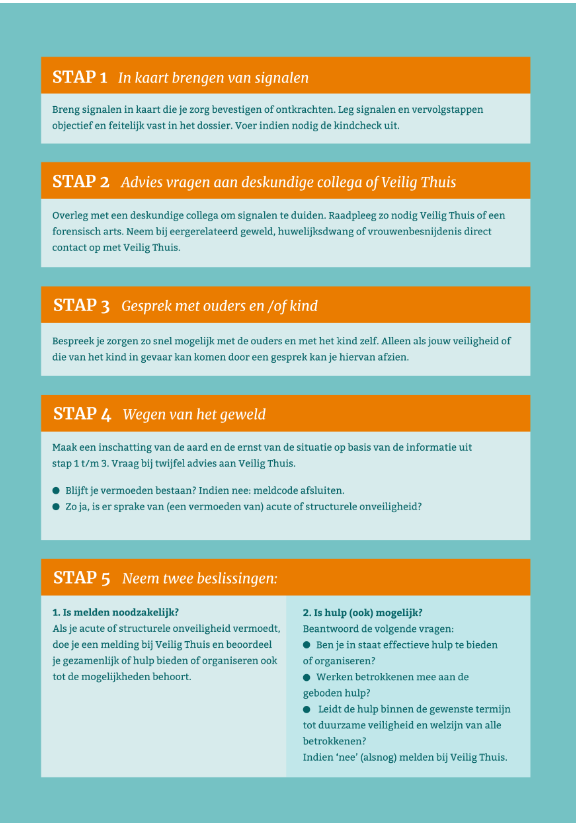 STAP 1 In kaart brengen van signalen
Breng signalen in kaart die je zorg bevestigen of ontkrachten. Leg signalen en vervolgstappen
objectief en feitelijk vast in het dossier. Voer indien nodig de kindcheck uit.
STAP 2 Advies vragen aan deskundige collega of Veilig Thuis
Overleg met een deskundige collega om signalen te duiden. Raadpleeg zo nodig Veilig Thuis of een
forensisch arts. Neem bij eergerelateerd geweld, huwelijksdwang of vrouwenbesnijdenis direct
contact op met Veilig Thuis.
STAP 3 Gesprek met ouders en /of kind
Bespreek je zorgen zo snel mogelijk met de ouders en met het kind zelf. Alleen als jouw veiligheid of
die van het kind in gevaar kan komen door een gesprek kan je hiervan afzien.
STAP 4 Wegen van het geweld
Maak een inschatting van de aard en de ernst van de situatie op basis van de informatie uit
stap 1 t/m 3. Vraag bij twijfel advies aan Veilig Thuis.
● Blijft je vermoeden bestaan? Indien nee: meldcode afsluiten.
● Zo ja, is er sprake van (een vermoeden van) acute of structurele onveiligheid?
STAP 5 Neem twee beslissingen:
1. Is melden noodzakelijk?
Als je acute of structurele onveiligheid vermoedt,
doe je een melding bij Veilig Thuis en beoordeel
je gezamenlijk of hulp bieden of organiseren ook
tot de mogelijkheden behoort.
2. Is hulp (ook) mogelijk?
Beantwoord de volgende vragen:
● Ben je in staat effectieve hulp te bieden
of organiseren?
● Werken betrokkenen mee aan de
geboden hulp?
● Leidt de hulp binnen de gewenste termijn
tot duurzame veiligheid en welzijn van alle
betrokkenen?
Indien ‘nee’ (alsnog) melden bij Veilig Thuis.